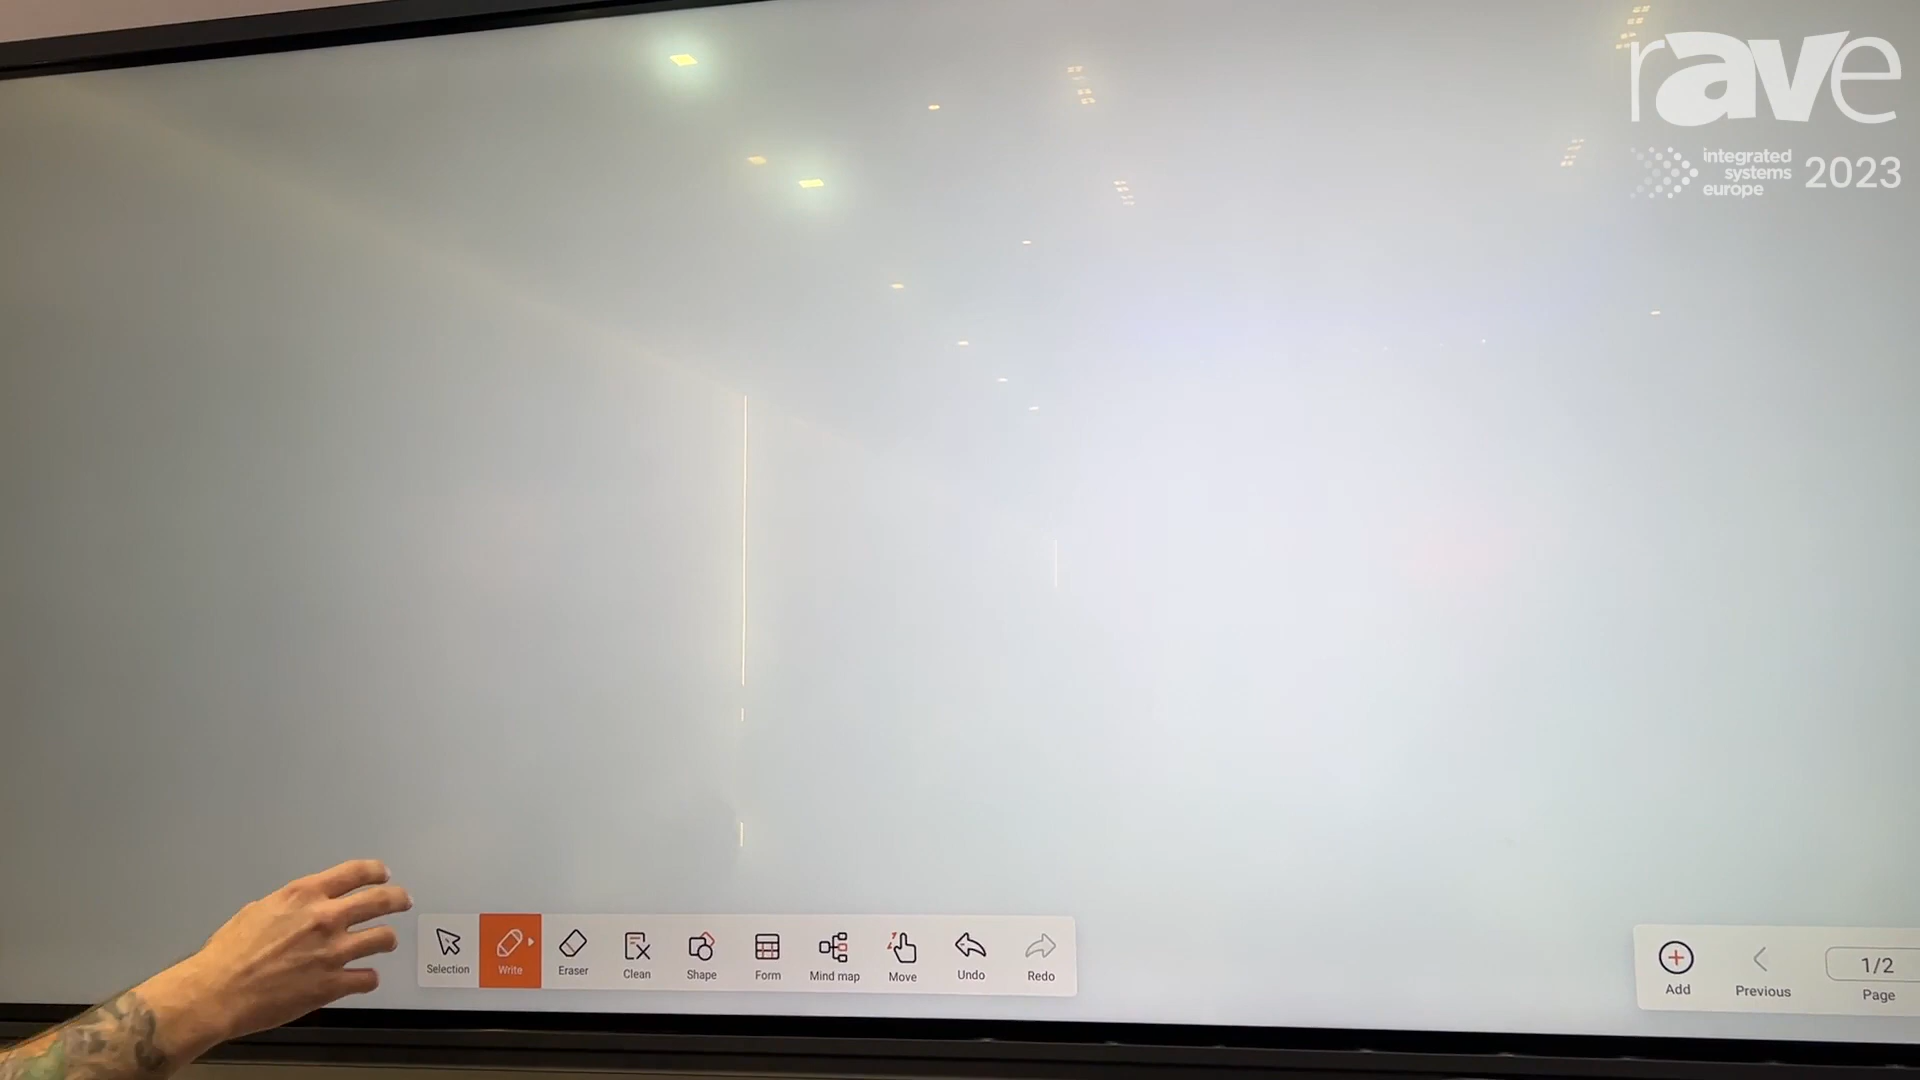 rave
integrated
systems
europe
2023
Selection
Write
Eraser
Clean
Shape
Form
Mind map
Move
Undo
Redo
Add
Previous
1/2
Page